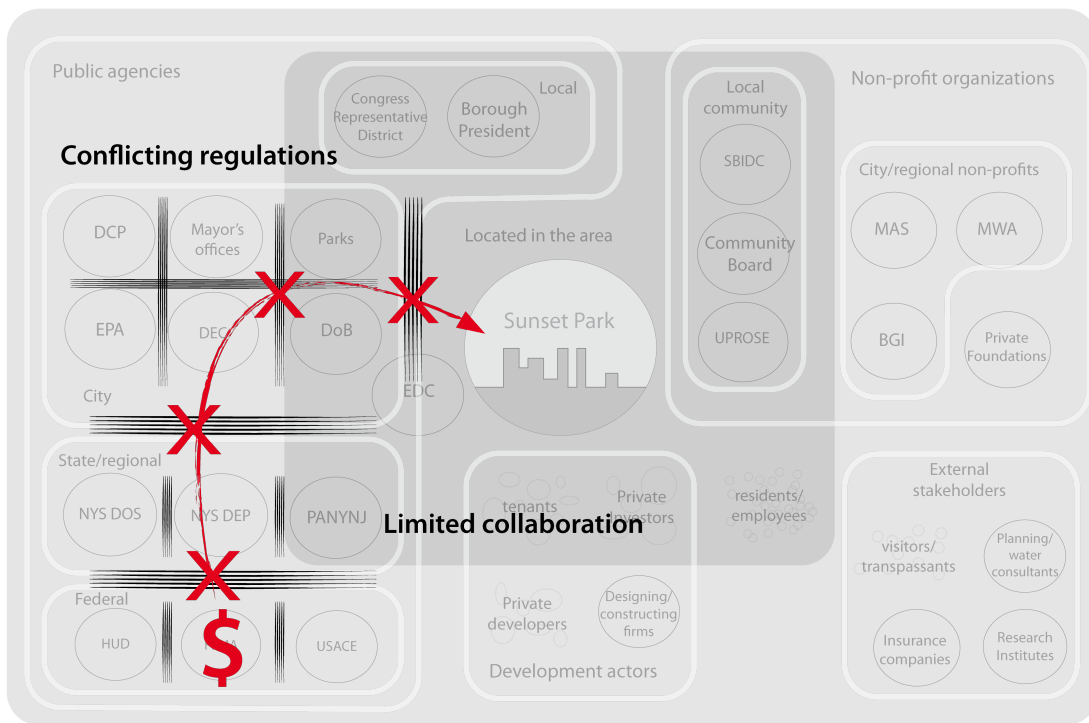 Public agencies
Congress
Representative
District
Borough
President
Local
Conflicting regulations
DCP
Mayor's
offices
Parks
EPA
DEC
DoB
EDC
City
Located in the area
Sunset Park
Local
community
SBIDC
Community
Board
UPROSE
Non-profit organizations
City/regional non-profits
MAS
MWA
BGI
Private
Foundations
State/regional
NYS DOS
NYS DEP
PANYNJ
Limited collaboration
tenants
Private
Investors
residents/
employees
Federal
HUD
$
USACE
Private
developers
Designing/
constructing
firms
Development actors
External
stakeholders
visitors/
transpassants
Planning/
water
consultants
Insurance
companies
Research
Institutes